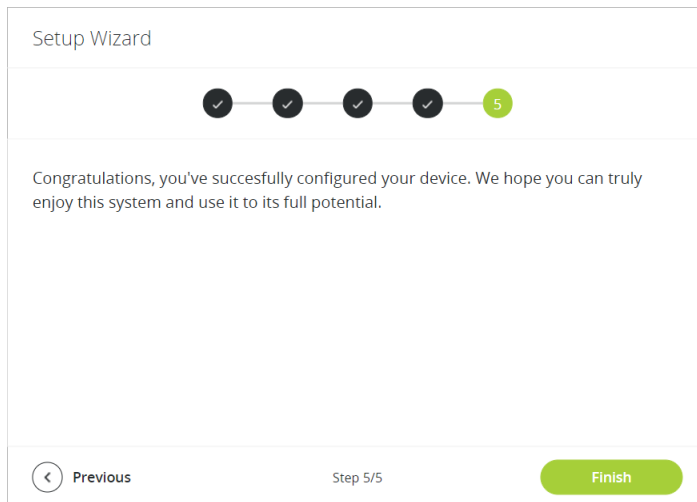 Setup Wizard
5
Congratulations, you've succesfully configured your device. We hope you can truly
enjoy this system and use it to its full potential.
Previous
Step 5/5
Finish